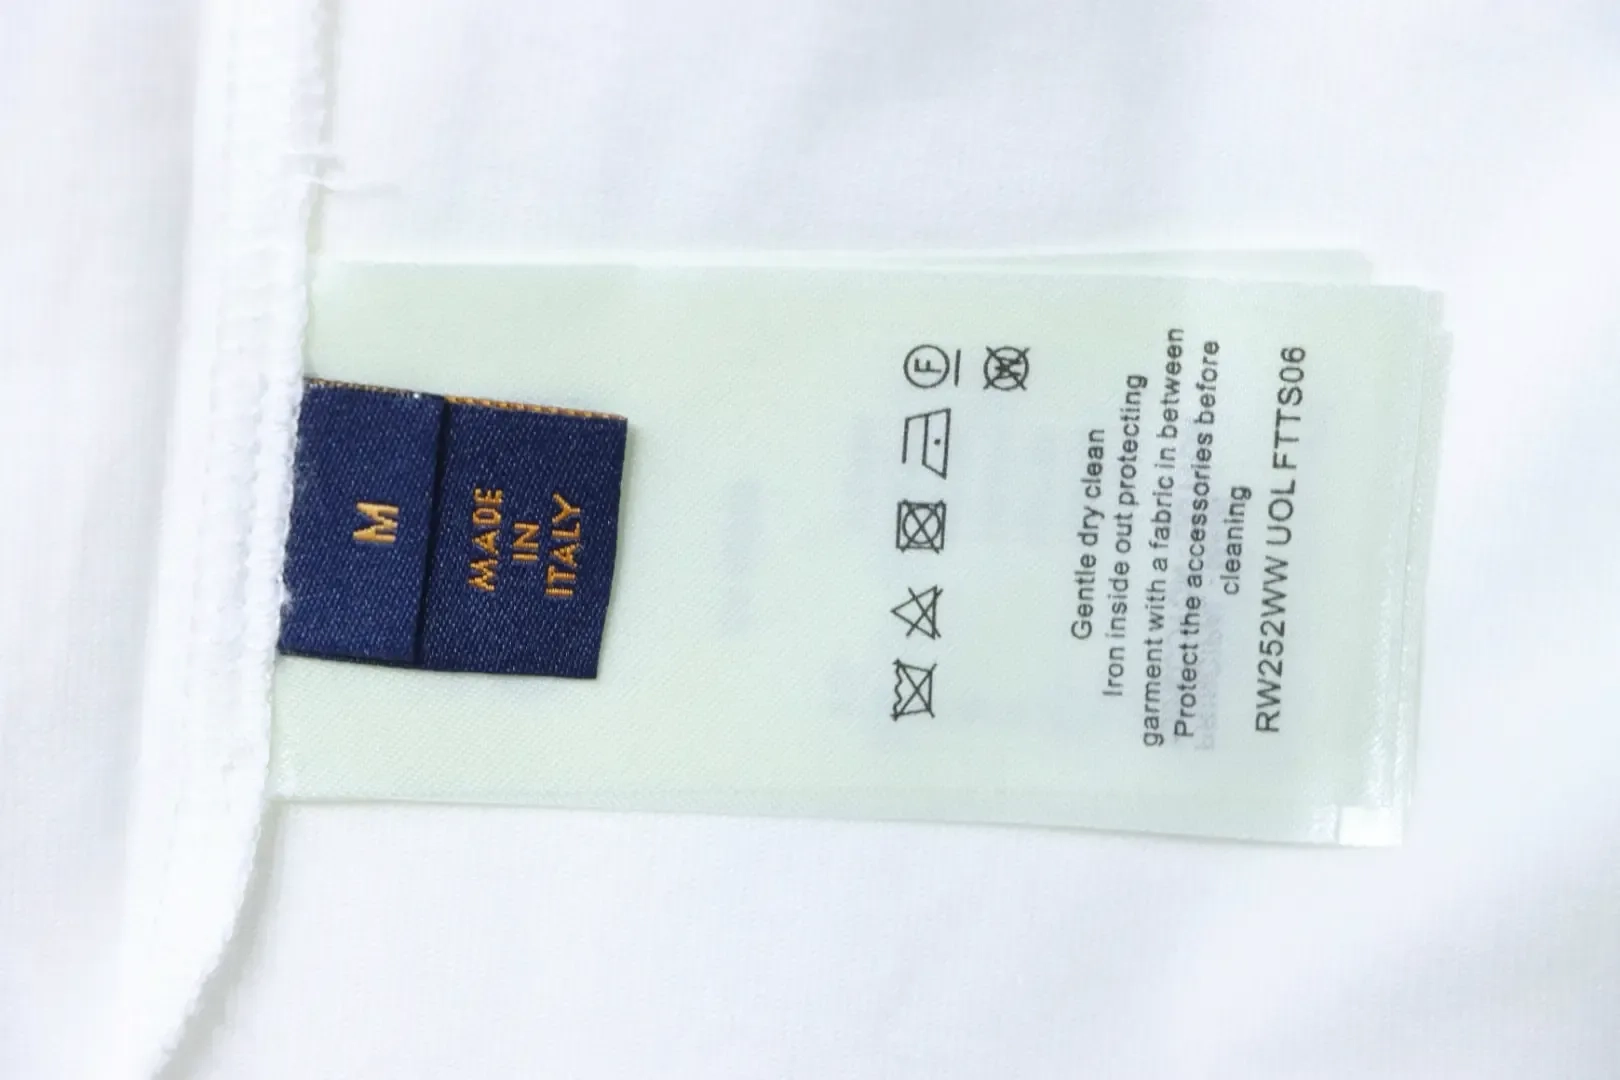 M
MADE
IN
ITALY
F
W
Gentle dry clean
Iron inside out protecting
garment with a fabric in between
Protect the accessories before
cleaning
RW252WW UOL FTTS06